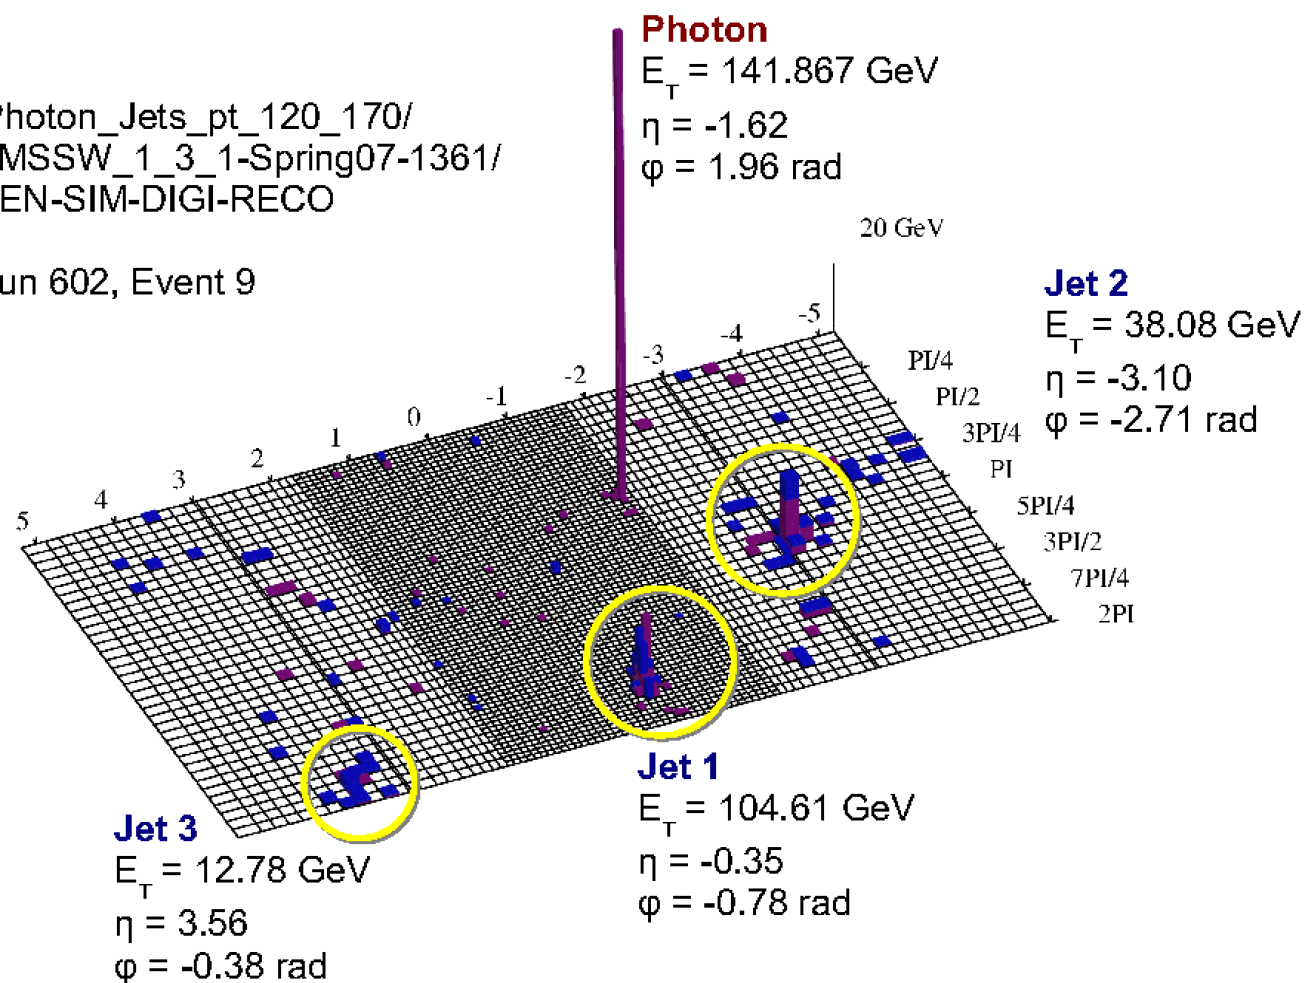 Photon
E_T = 141.867 GeV
η = -1.62
φ = 1.96 rad
Photon_Jets_pt_120_170/
MSSW_1_3_1-Spring07-1361/
EN-SIM-DIGI-RECO
un 602, Event 9
20 GeV
Jet 2
E_T = 38.08 GeV
η = -3.10
φ = -2.71 rad
5 4 3 2 1 0 -1 -2 -3 -4 -5
PI/4
PI/2
3PI/4
PI
5PI/4
3PI/2
7PI/4
2PI
Jet 1
E_T = 104.61 GeV
η = -0.35
φ = -0.78 rad
Jet 3
E_T = 12.78 GeV
η = 3.56
φ = -0.38 rad